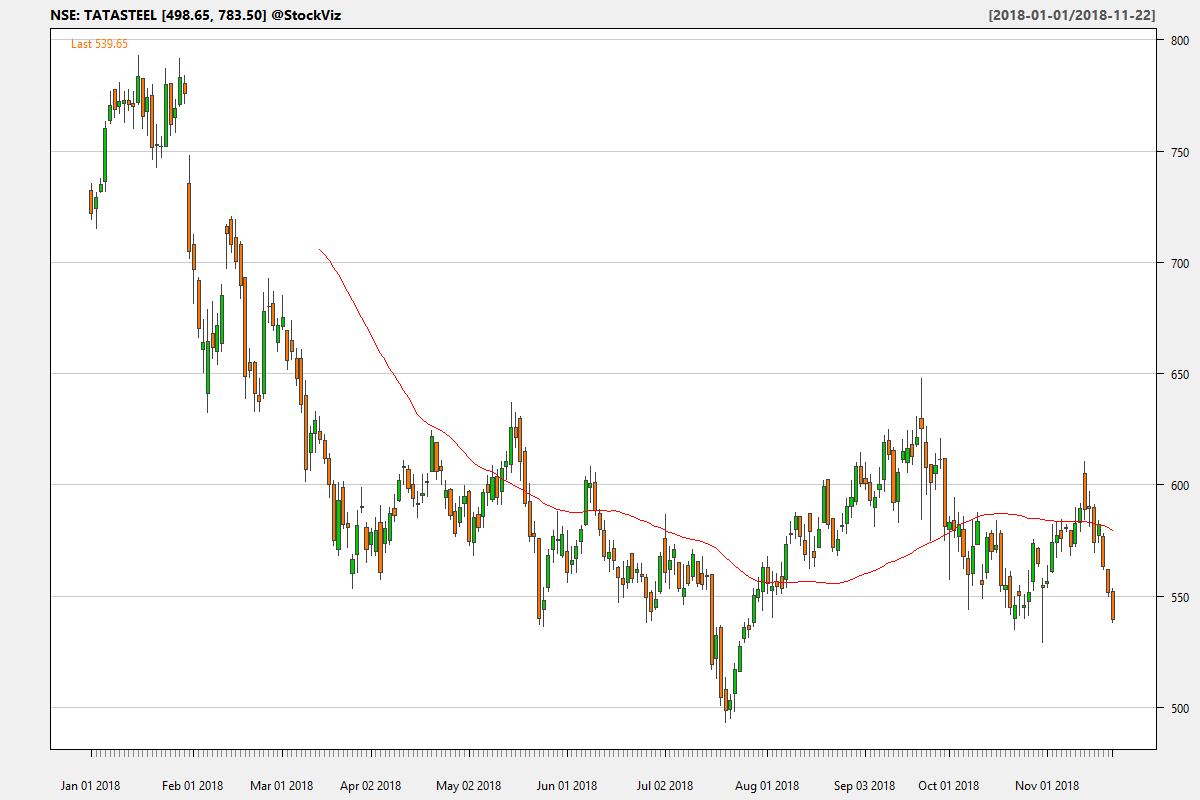 NSE: TATASTEEL [498.65, 783.50] @StockViz [2018-01-01/2018-11-22]
Last 539.65
800
750
700
650
600
550
500
Jan 01 2018 Feb 01 2018 Mar 01 2018 Apr 02 2018 May 02 2018 Jun 01 2018 Jul 02 2018 Aug 01 2018 Sep 03 2018 Oct 01 2018 Nov 01 2018